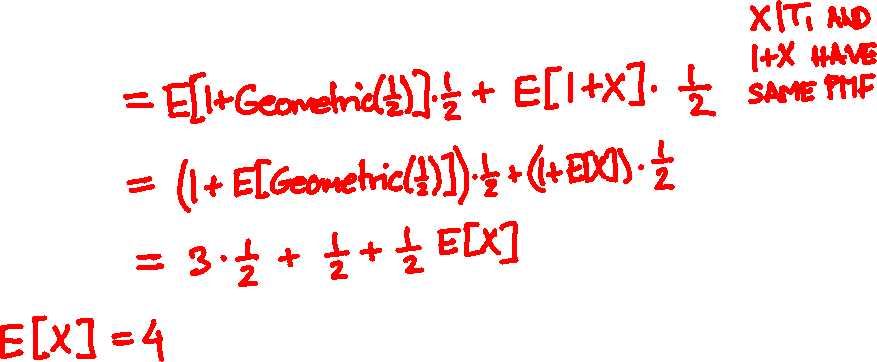 X|T₁ AND
1+X HAVE
SAME PMF
= E[1+Geometric(1/2)]·1/2 + E[1+X]· 1/2
= (1+E[Geometric(1/2)])·1/2+(1+E[X])·1/2
= 3·1/2 + 1/2 + 1/2 E[X]
E[X] = 4